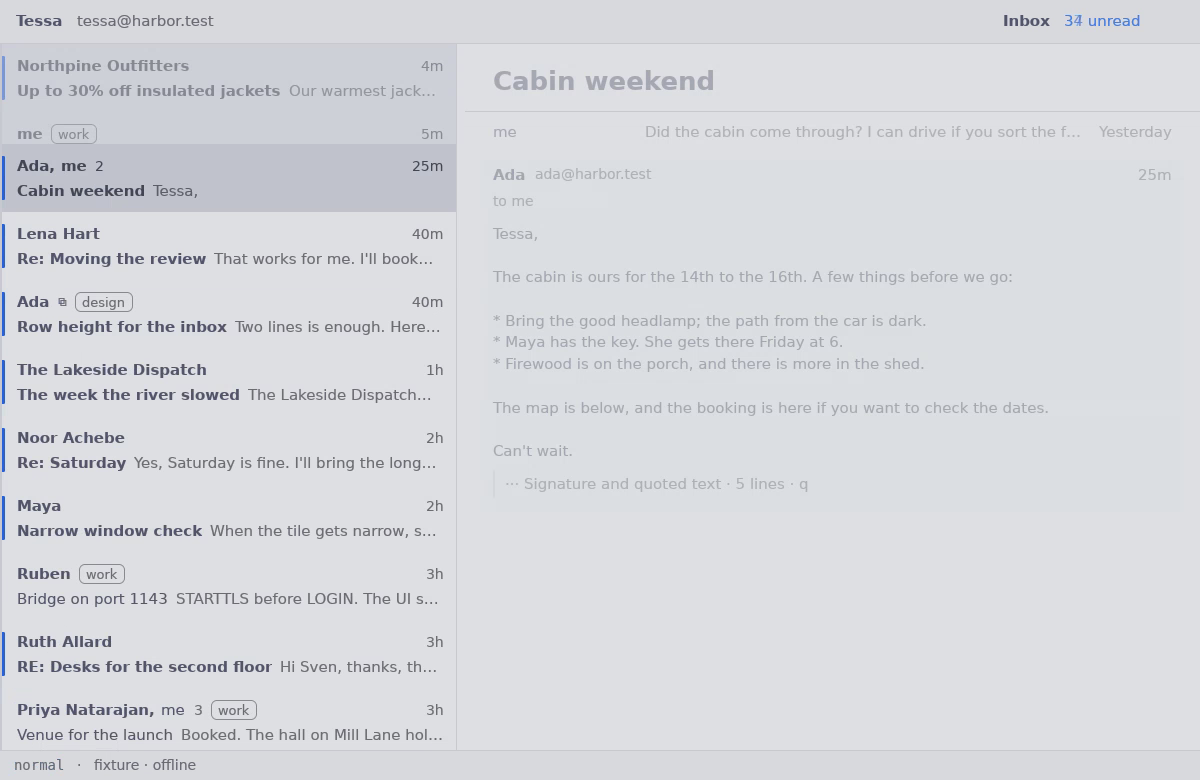 Tessa tessa@harbor.test
Inbox unread
Northpine Outfitters 4m
Up to 30% off insulated jackets Our warmest jack…
me work 5m
Ada, me 2 25m
Cabin weekend Tessa,
Lena Hart 40m
Re: Moving the review That works for me. I'll book…
Ada design 40m
Row height for the inbox Two lines is enough. Here…
The Lakeside Dispatch 1h
The week the river slowed The Lakeside Dispatch…
Noor Achebe 2h
Re: Saturday Yes, Saturday is fine. I'll bring the long…
Maya 2h
Narrow window check When the tile gets narrow, s…
Ruben work 3h
Bridge on port 1143 STARTTLS before LOGIN. The UI s…
Ruth Allard 3h
RE: Desks for the second floor Hi Sven, thanks, th…
Priya Natarajan, me 3 work 3h
Venue for the launch Booked. The hall on Mill Lane hol…
Cabin weekend
me Did the cabin come through? I can drive if you sort the f… Yesterday
Ada ada@harbor.test 25m
to me
Tessa,
The cabin is ours for the 14th to the 16th. A few things before we go:
* Bring the good headlamp; the path from the car is dark.
* Maya has the key. She gets there Friday at 6.
* Firewood is on the porch, and there is more in the shed.
The map is below, and the booking is here if you want to check the dates.
Can't wait.
··· Signature and quoted text · 5 lines · q
normal · fixture · offline